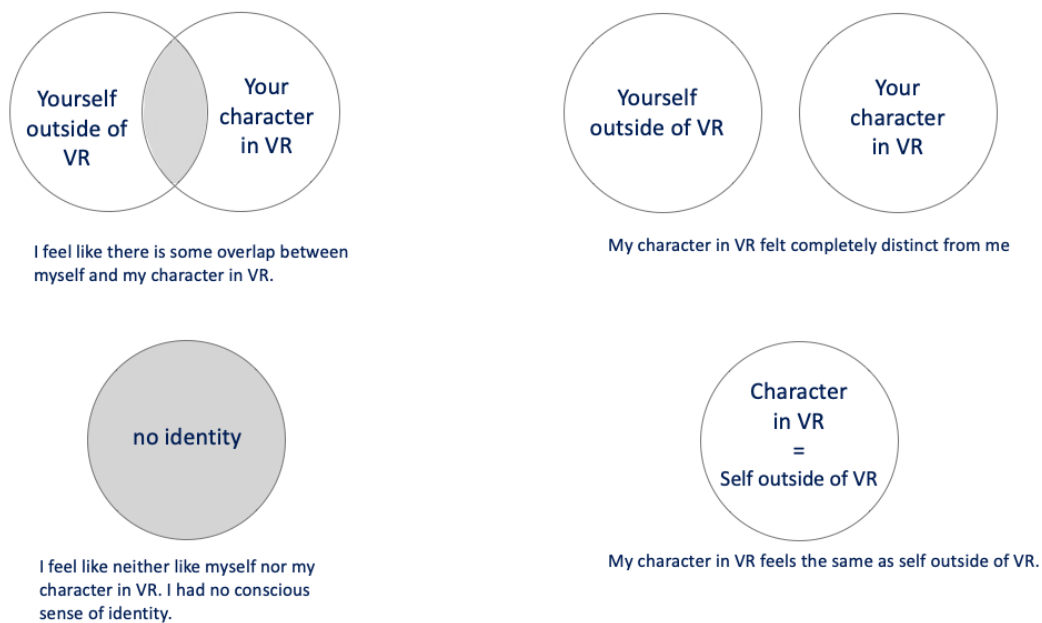 Yourself
outside of
VR
Your
character
in VR
I feel like there is some overlap between
myself and my character in VR.
Yourself
outside of VR
Your
character
in VR
My character in VR felt completely distinct from me
no identity
I feel like neither like myself nor my
character in VR. I had no conscious
sense of identity.
Character
in VR
=
Self outside of VR
My character in VR feels the same as self outside of VR.